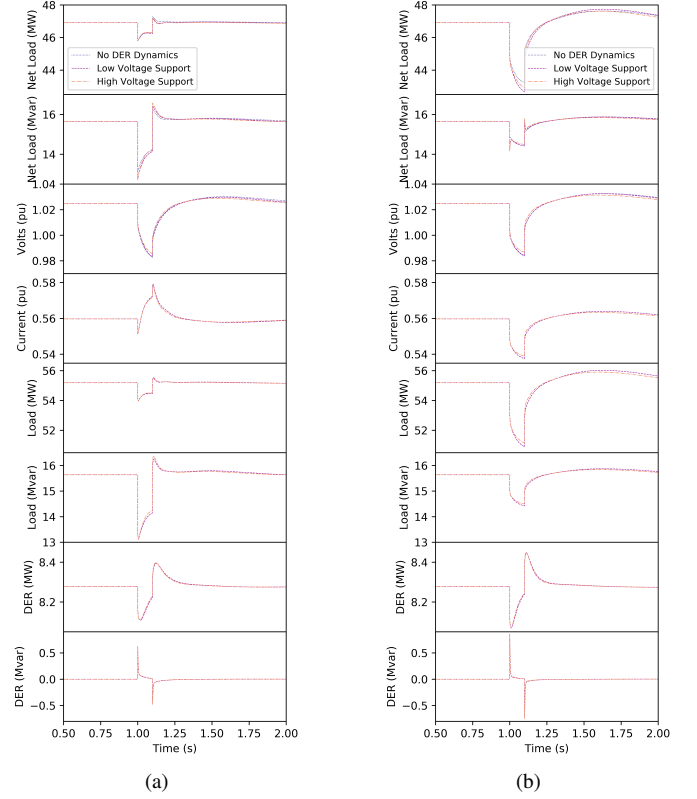 48
46
44
Net Load (MW)
No DER Dynamics
Low Voltage Support
High Voltage Support
16
14
Net Load (Mvar)
1.04
1.02
1.00
0.98
Volts (pu)
0.58
0.56
0.54
Current (pu)
56
54
52
Load (MW)
16
15
14
13
Load (Mvar)
8.4
8.2
DER (MW)
0.5
0.0
−0.5
DER (Mvar)
0.50 0.75 1.00 1.25 1.50 1.75 2.00
Time (s)
(a)
48
46
44
Net Load (MW)
No DER Dynamics
Low Voltage Support
High Voltage Support
16
14
Net Load (Mvar)
1.04
1.02
1.00
0.98
Volts (pu)
0.58
0.56
0.54
Current (pu)
56
54
52
Load (MW)
16
15
14
13
Load (Mvar)
8.4
8.2
DER (MW)
0.5
0.0
−0.5
DER (Mvar)
0.50 0.75 1.00 1.25 1.50 1.75 2.00
Time (s)
(b)